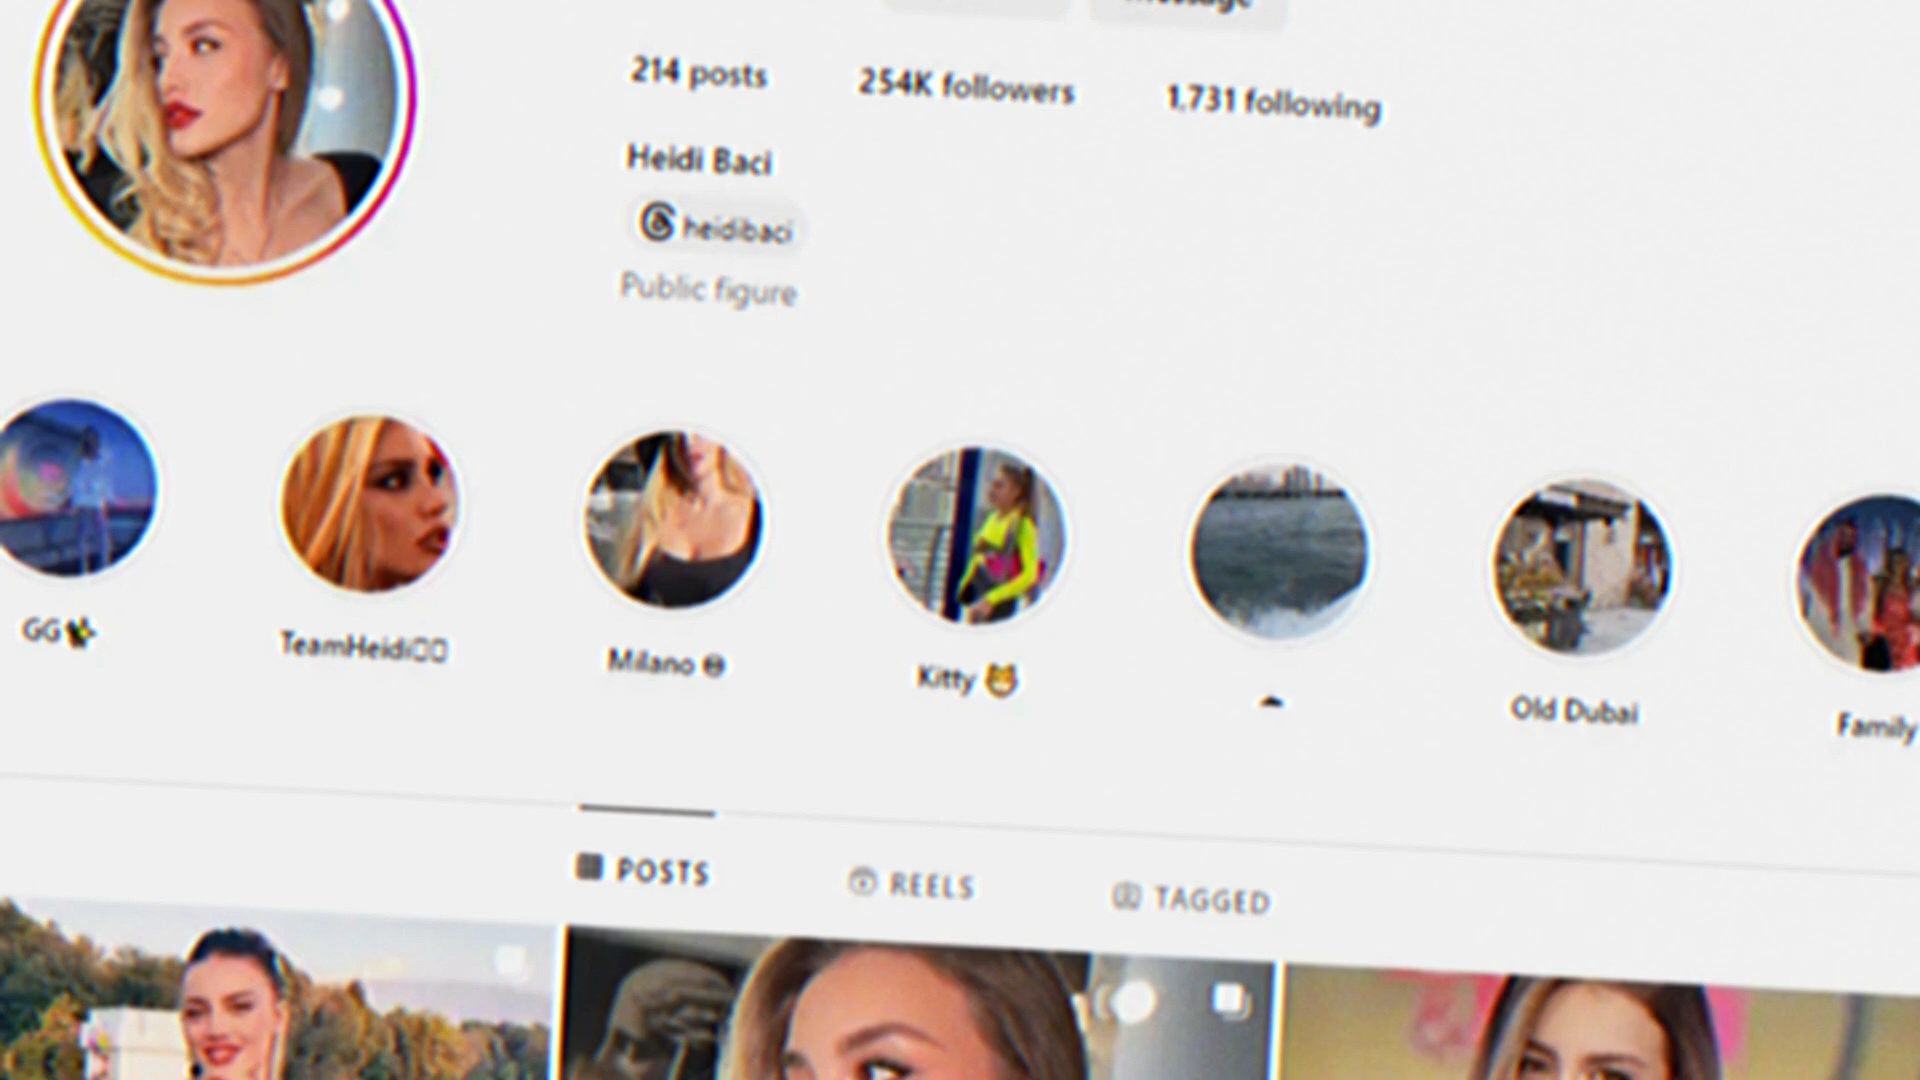 Message
214 posts 254K followers 1,731 following
Heidi Baci
heidibaci
Public figure
GG TeamHeidi Milano Kitty Old Dubai Family
POSTS REELS TAGGED